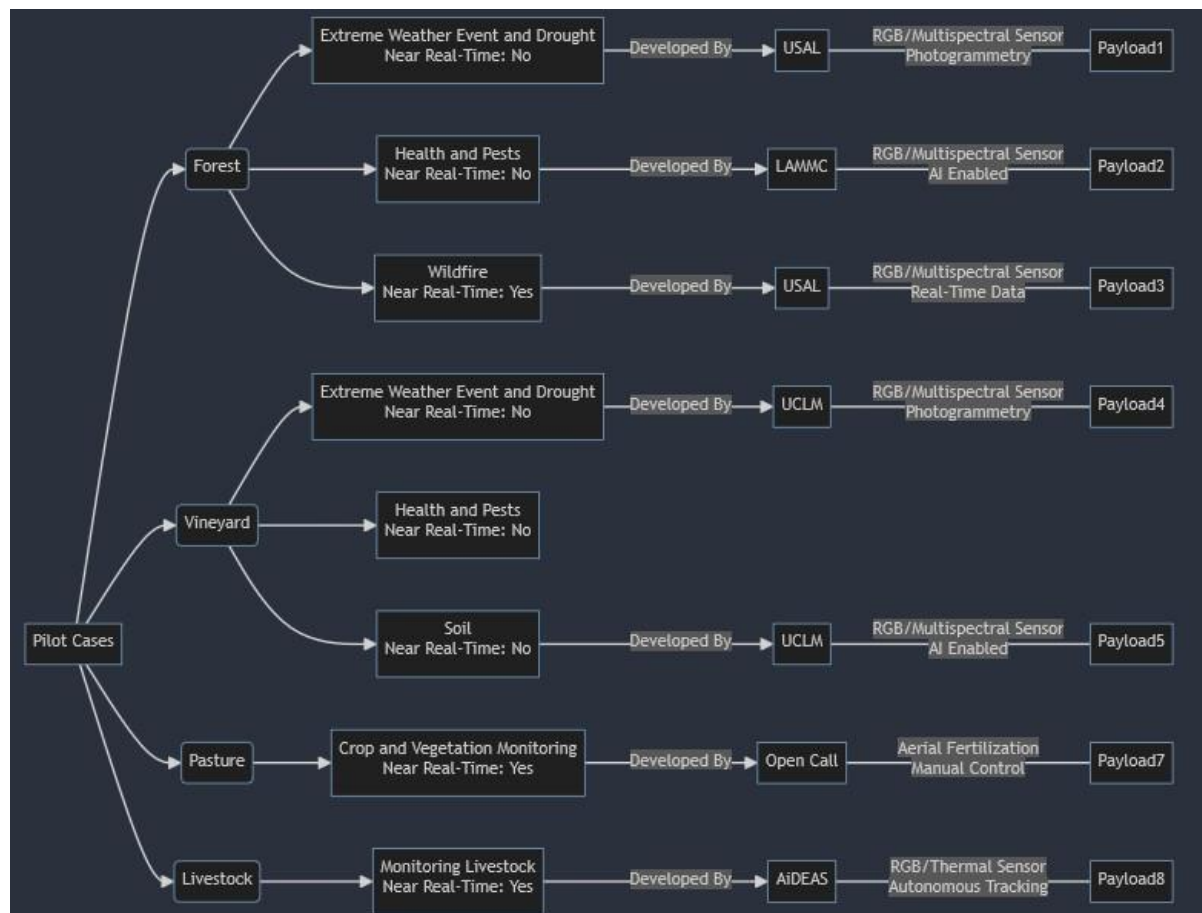 Extreme Weather Event and Drought
Near Real-Time: No
Developed By
USAL
RGB/Multispectral Sensor
Photogrammetry
Payload1
Forest
Health and Pests
Near Real-Time: No
Developed By
LAMMC
RGB/Multispectral Sensor
AI Enabled
Payload2
Wildfire
Near Real-Time: Yes
Developed By
USAL
RGB/Multispectral Sensor
Real-Time Data
Payload3
Extreme Weather Event and Drought
Near Real-Time: No
Developed By
UCLM
RGB/Multispectral Sensor
Photogrammetry
Payload4
Vineyard
Health and Pests
Near Real-Time: No
Pilot Cases
Soil
Near Real-Time: No
Developed By
UCLM
RGB/Multispectral Sensor
AI Enabled
Payload5
Pasture
Crop and Vegetation Monitoring
Near Real-Time: Yes
Developed By
Open Call
Aerial Fertilization
Manual Control
Payload7
Livestock
Monitoring Livestock
Near Real-Time: Yes
Developed By
AiDEAS
RGB/Thermal Sensor
Autonomous Tracking
Payload8